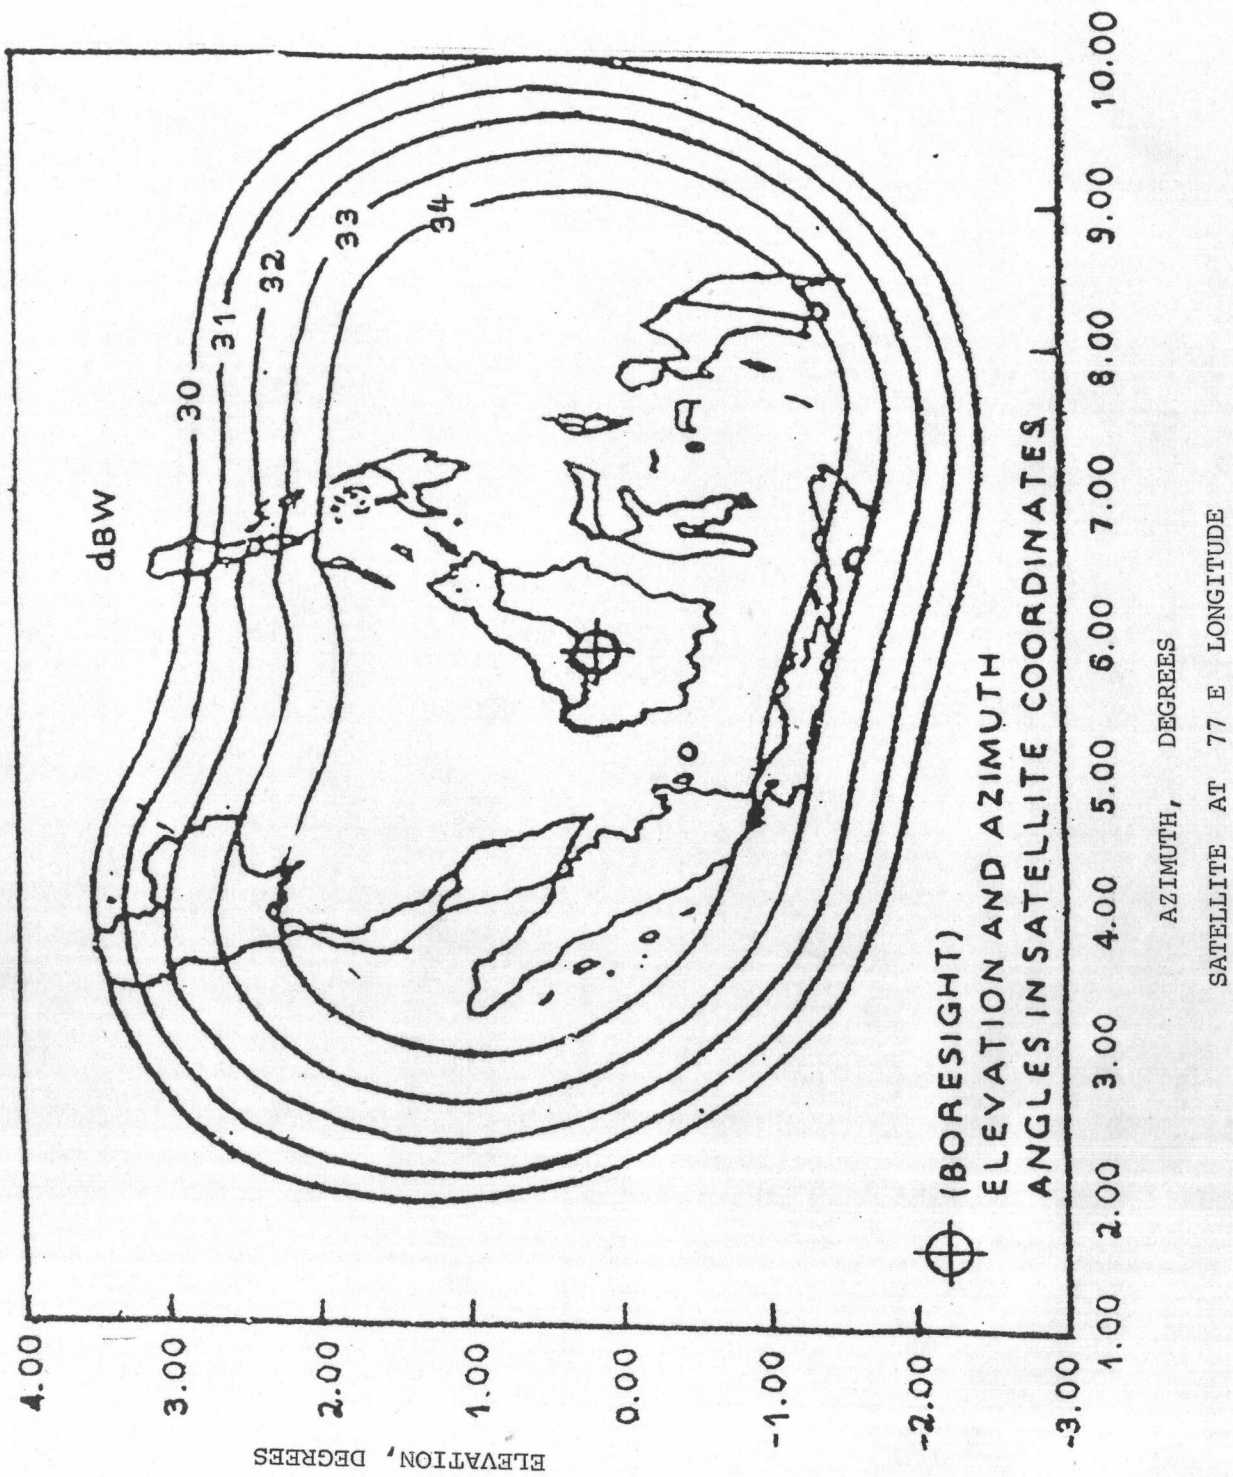 dBW
30
31
32
33
34
4.00
3.00
2.00
1.00
0.00
-1.00
-2.00
-3.00
ELEVATION, DEGREES
(BORESIGHT)
ELEVATION AND AZIMUTH
ANGLES IN SATELLITE COORDINATES
1.00 2.00 3.00 4.00 5.00 6.00 7.00 8.00 9.00 10.00
AZIMUTH, DEGREES
SATELLITE AT 77 E LONGITUDE